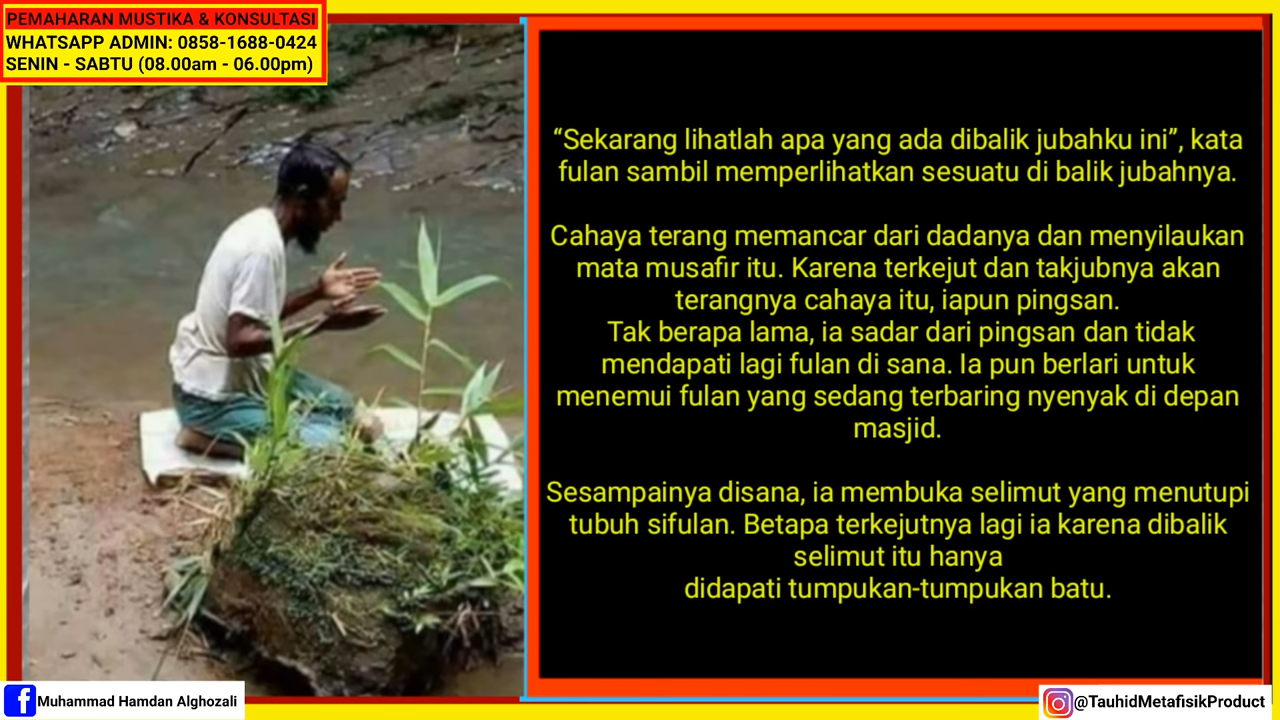 PEMAHARAN MUSTIKA & KONSULTASI
WHATSAPP ADMIN: 0858-1688-0424
SENIN - SABTU (08.00am - 06.00pm)
“Sekarang lihatlah apa yang ada dibalik jubahku ini”, kata
fulan sambil memperlihatkan sesuatu di balik jubahnya.
Cahaya terang memancar dari dadanya dan menyilaukan
mata musafir itu. Karena terkejut dan takjubnya akan
terangnya cahaya itu, iapun pingsan.
Tak berapa lama, ia sadar dari pingsan dan tidak
mendapati lagi fulan di sana. Ia pun berlari untuk
menemui fulan yang sedang terbaring nyenyak di depan
masjid.
Sesampainya disana, ia membuka selimut yang menutupi
tubuh sifulan. Betapa terkejutnya lagi ia karena dibalik
selimut itu hanya
didapati tumpukan-tumpukan batu.
Muhammad Hamdan Alghozali
@TauhidMetafisikProduct